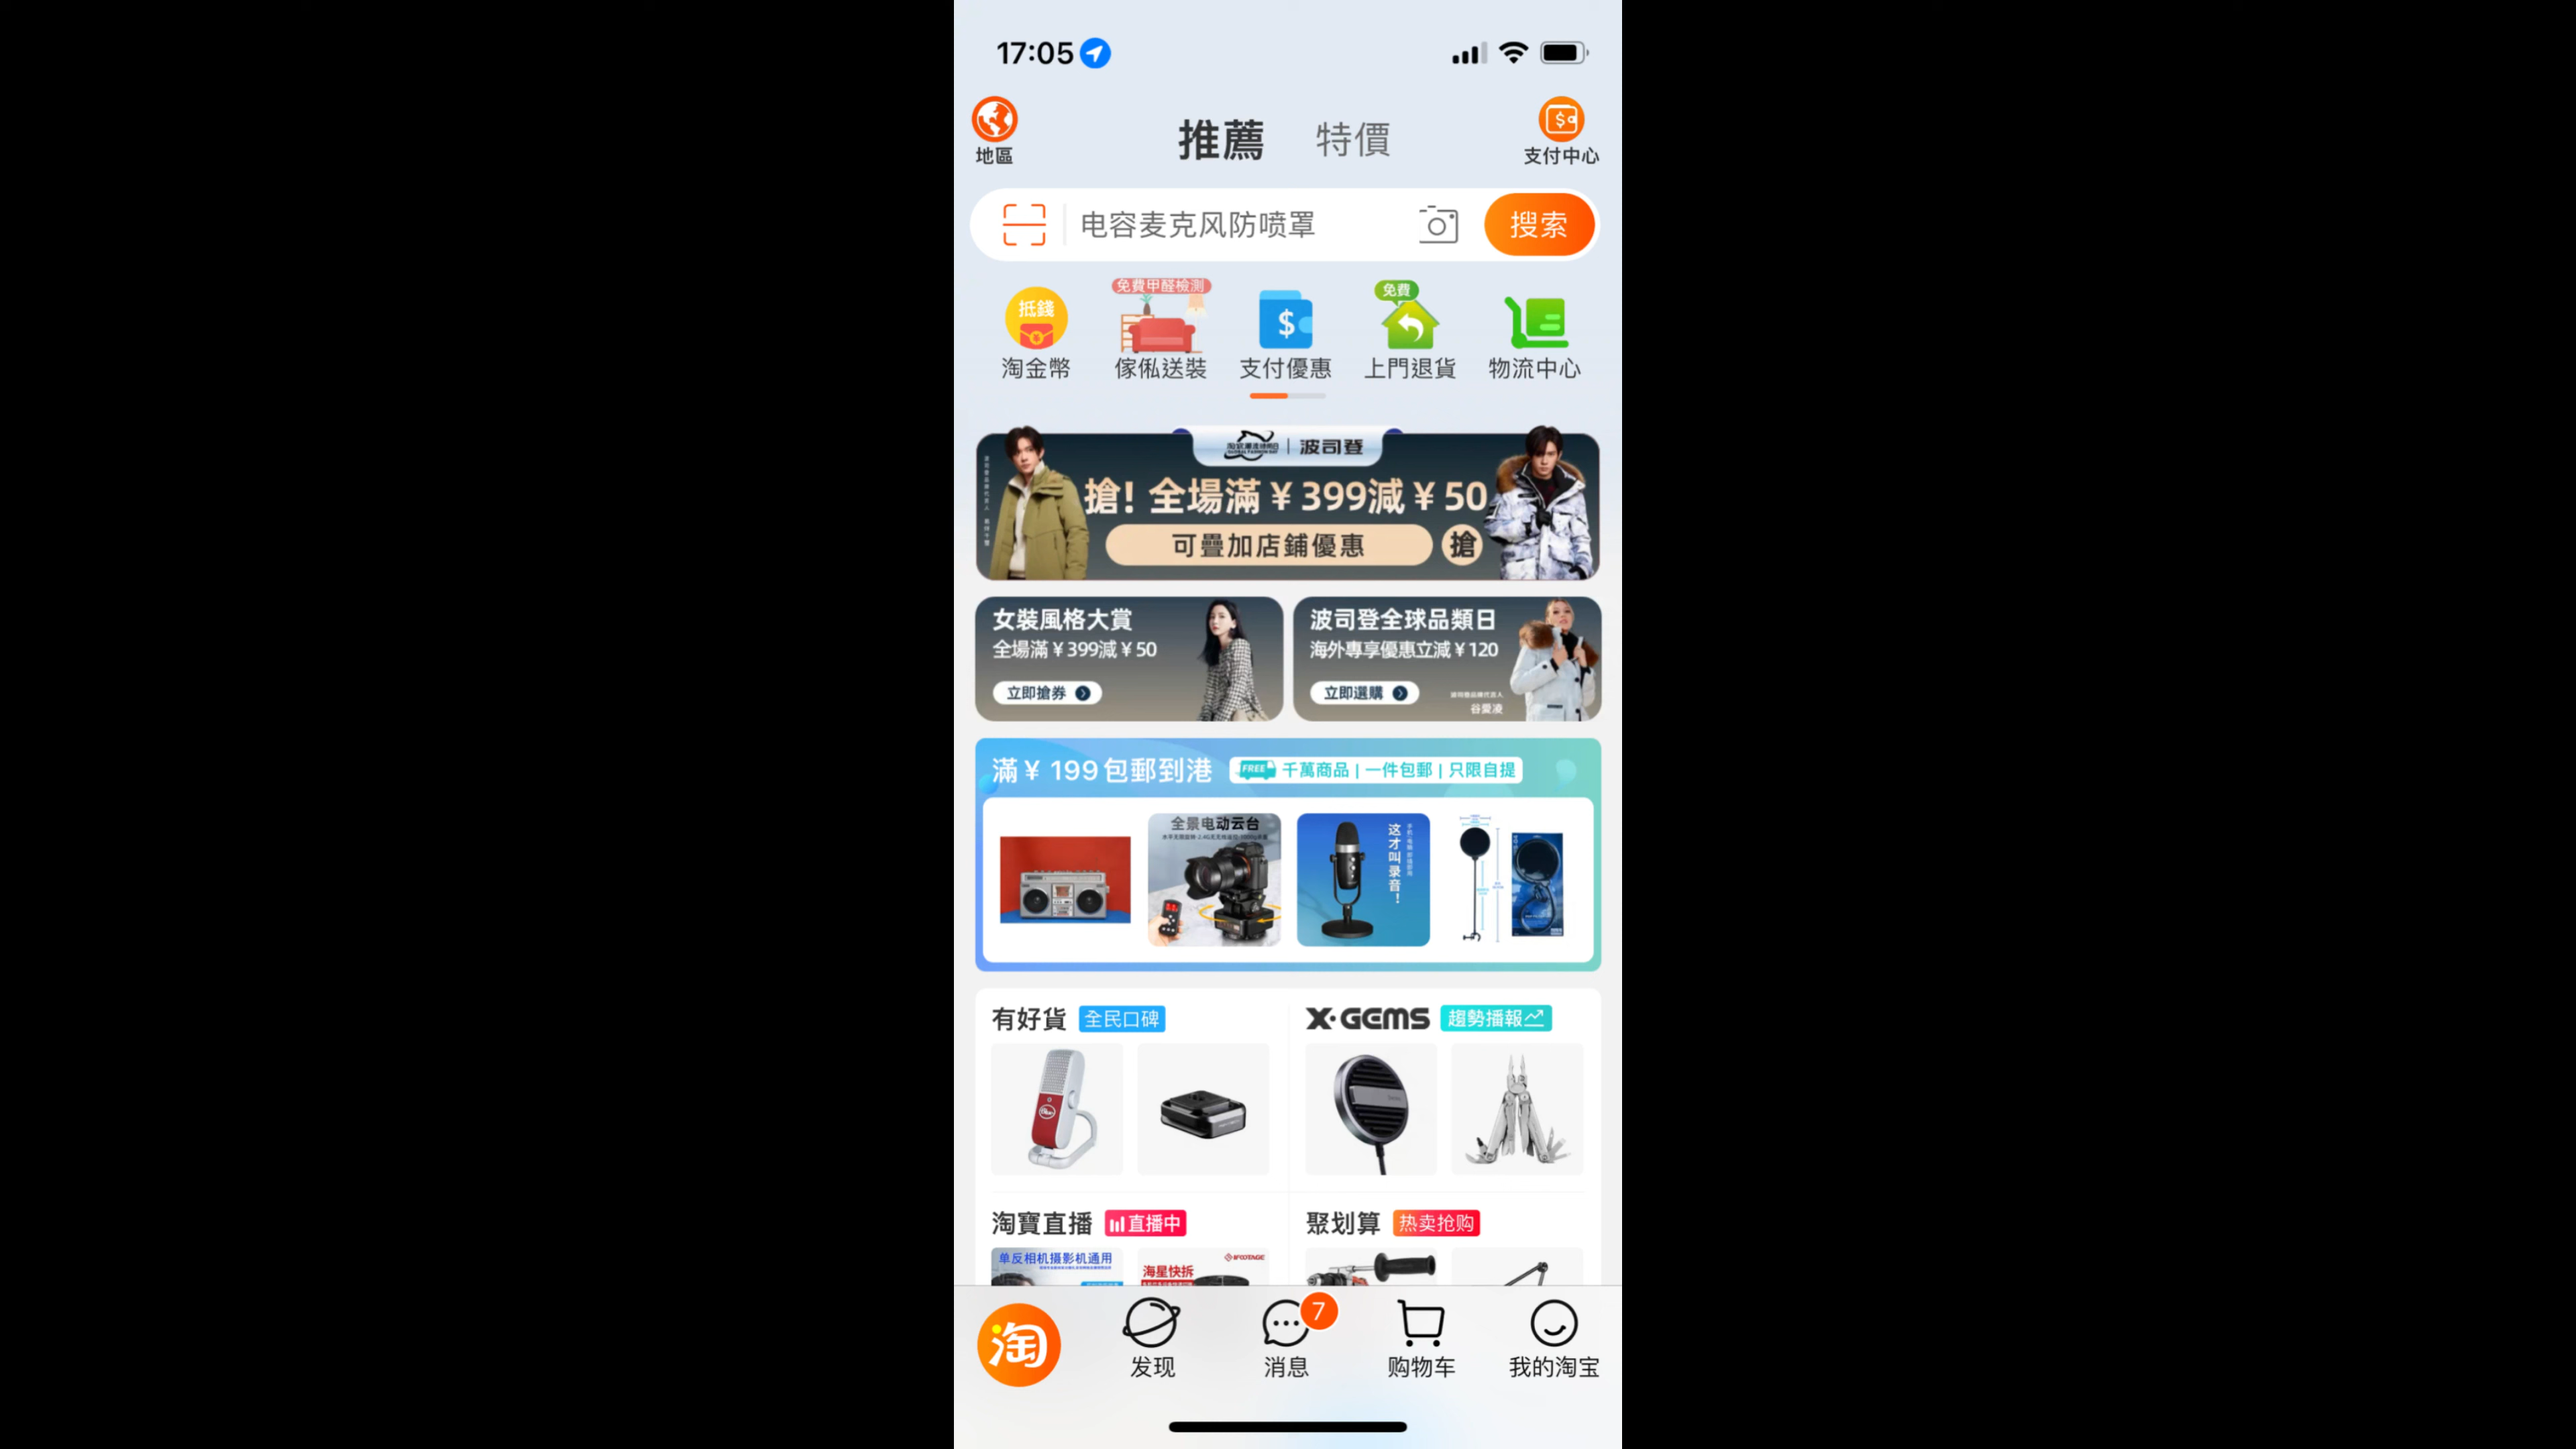 17:05
地區
推薦
特價
支付中心
电容麦克风防喷罩
搜索
抵錢
免費甲醛檢測
免費
淘金幣
傢俬送裝
支付優惠
上門退貨
物流中心
波司登
搶! 全場滿¥399減¥50
可疊加店鋪優惠
搶
女裝風格大賞
全場滿¥399減¥50
立即搶券
波司登全球品類日
海外專享優惠立減¥120
立即選購
谷愛凌
滿¥ 199包郵到港
FREE
千萬商品 | 一件包郵 | 只限自提
全景电动云台
这才叫录音!
有好貨
全民口碑
X·GEMS
趨勢播報
Blue
淘寶直播
直播中
聚划算
热卖抢购
单反相机摄影机通用
海星快拆
IFOOTAGE
淘
发现
7
消息
购物车
我的淘宝